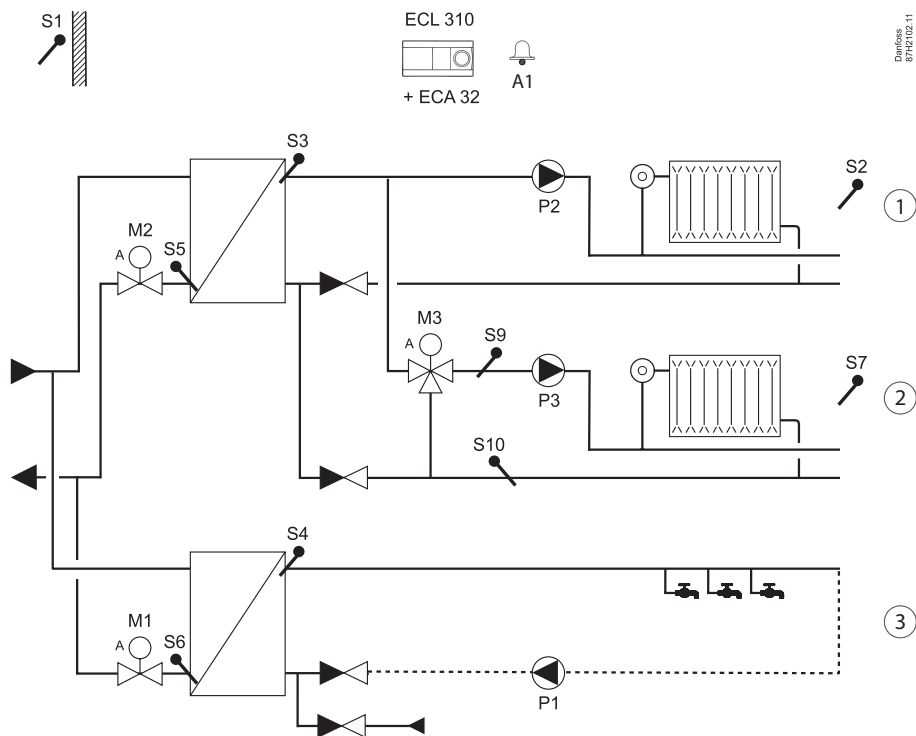 S1
ECL 310
+ ECA 32
A1
Danfoss
87H2102.11
S3
P2
S2
1
M2
A
S5
M3
A
S9
P3
S7
2
S10
S4
M1
A
S6
P1
3